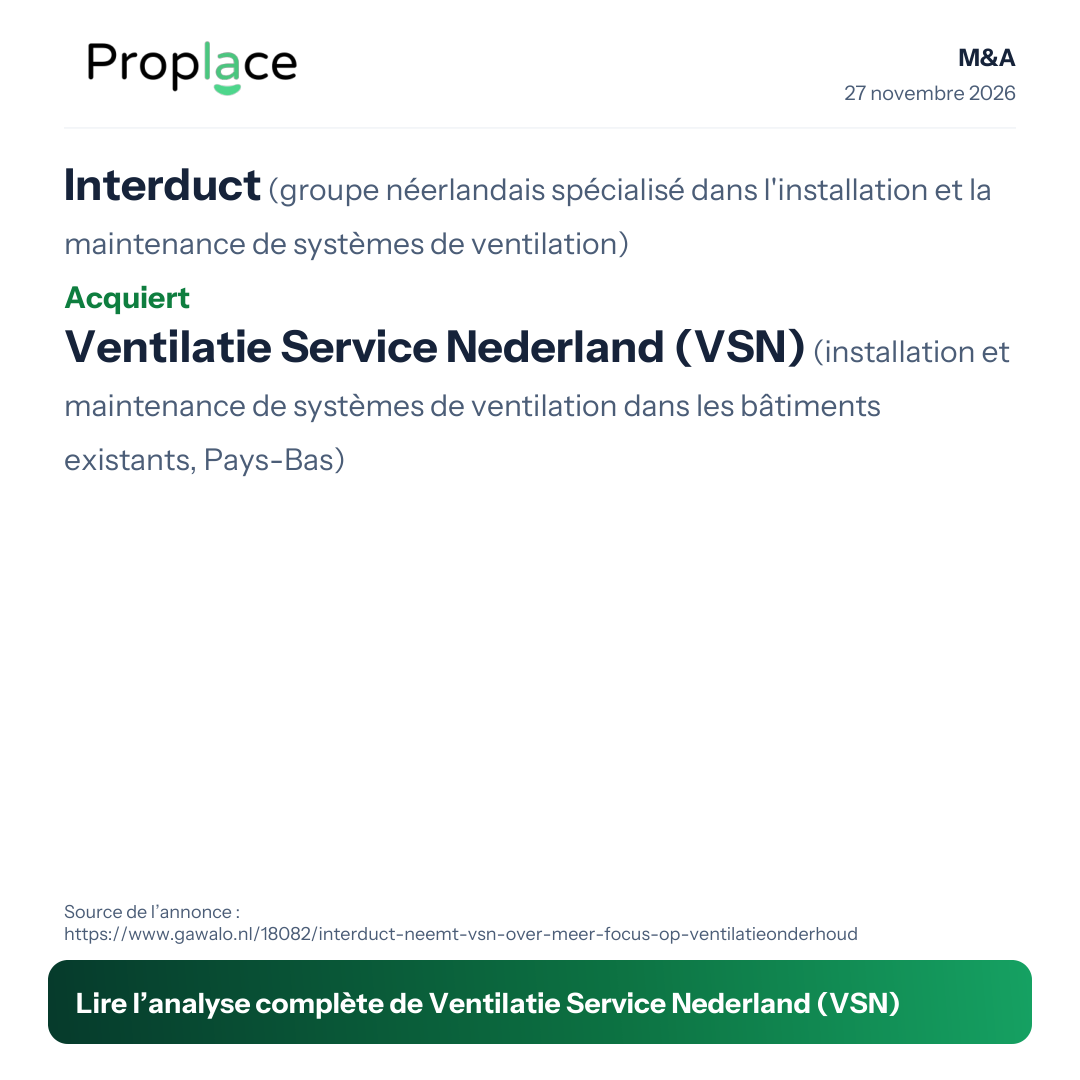 Proplace
M&A
27 novembre 2026
Interduct (groupe néerlandais spécialisé dans l'installation et la
maintenance de systèmes de ventilation)
Acquiert
Ventilatie Service Nederland (VSN) (installation et
maintenance de systèmes de ventilation dans les bâtiments
existants, Pays-Bas)
Source de l’annonce :
https://www.gawalo.nl/18082/interduct-neemt-vsn-over-meer-focus-op-ventilatieonderhoud
Lire l’analyse complète de Ventilatie Service Nederland (VSN)